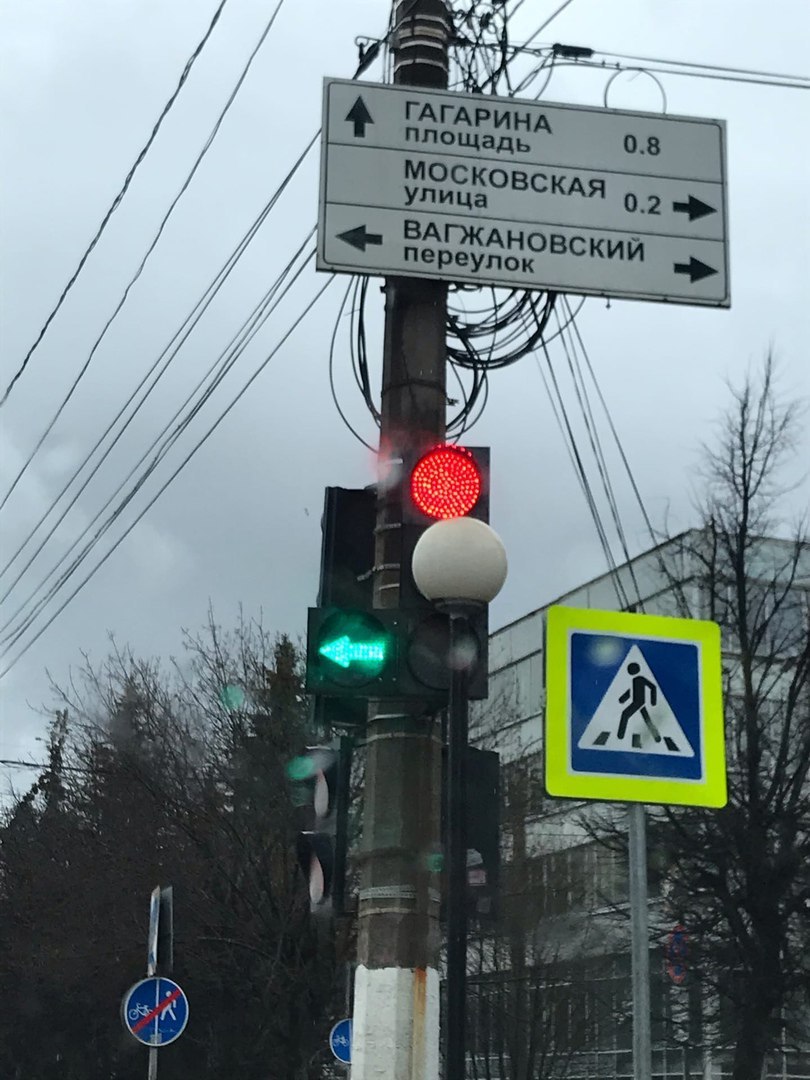 ГАГАРИНА
площадь 0.8
МОСКОВСКАЯ
улица 0.2
ВАГЖАНОВСКИЙ
переулок